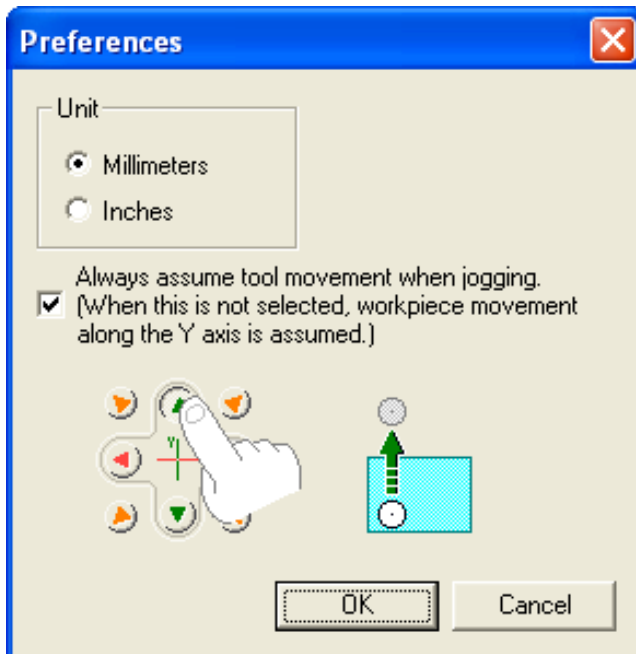 Preferences
Unit
Millimeters
Inches
Always assume tool movement when jogging.
(When this is not selected, workpiece movement
along the Y axis is assumed.)
Y
OK
Cancel